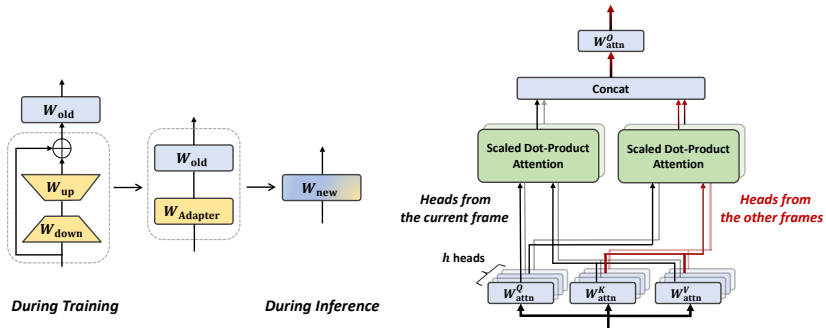 W_old
W_up
W_down
W_old
W_Adapter
W_new
During Training
During Inference
W^O_attn
Concat
Scaled Dot-Product
Attention
Scaled Dot-Product
Attention
Heads from
the current frame
Heads from
the other frames
h heads
W^Q_attn
W^K_attn
W^V_attn